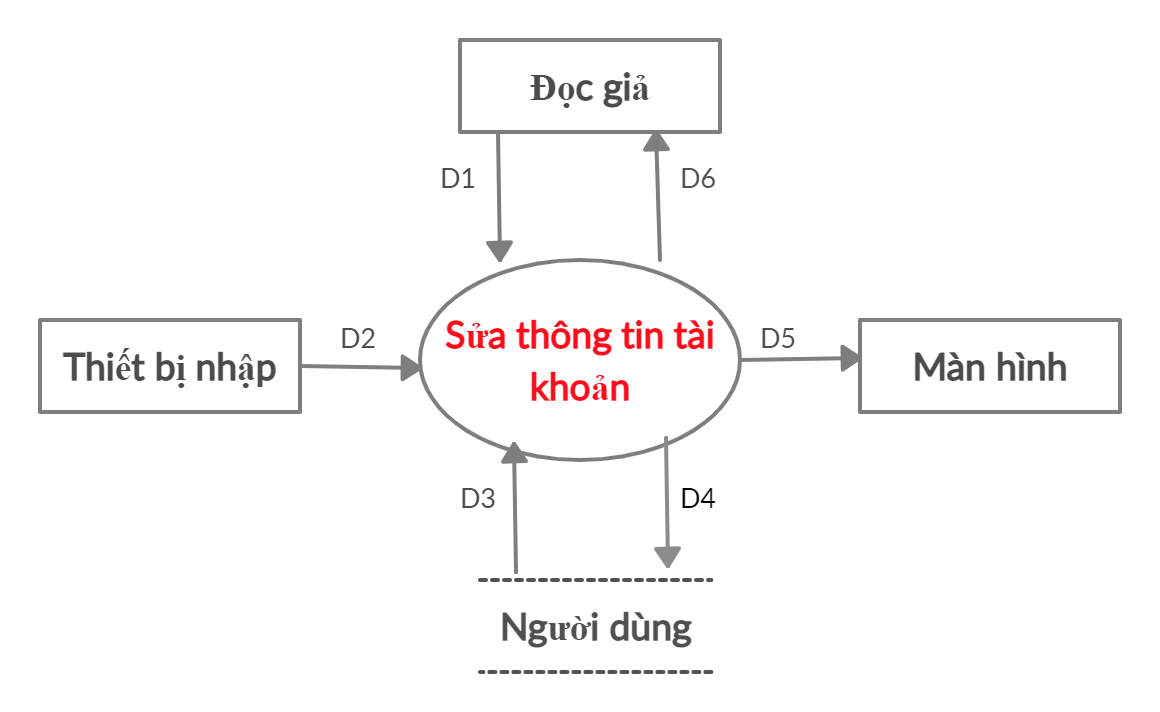 Đọc giả
D1
D6
Thiết bị nhập
D2
Sửa thông tin tài
khoản
D5
Màn hình
D3
D4
Người dùng